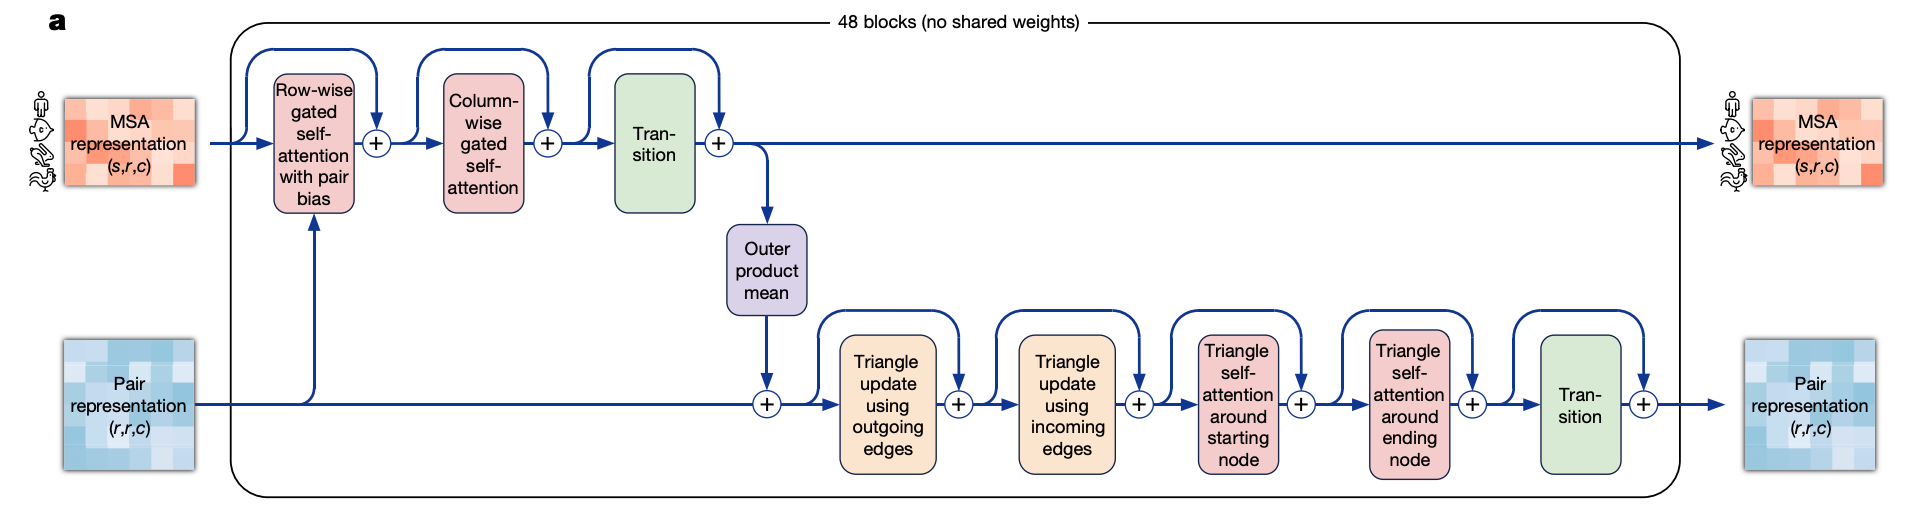 a
48 blocks (no shared weights)
MSA
representation
(s,r,c)
Row-wise
gated
self-
attention
with pair
bias
+
Column-
wise
gated
self-
attention
+
Tran-
sition
+
MSA
representation
(s,r,c)
Outer
product
mean
Pair
representation
(r,r,c)
+
Triangle
update
using
outgoing
edges
+
Triangle
update
using
incoming
edges
+
Triangle
self-
attention
around
starting
node
+
Triangle
self-
attention
around
ending
node
+
Tran-
sition
+
Pair
representation
(r,r,c)